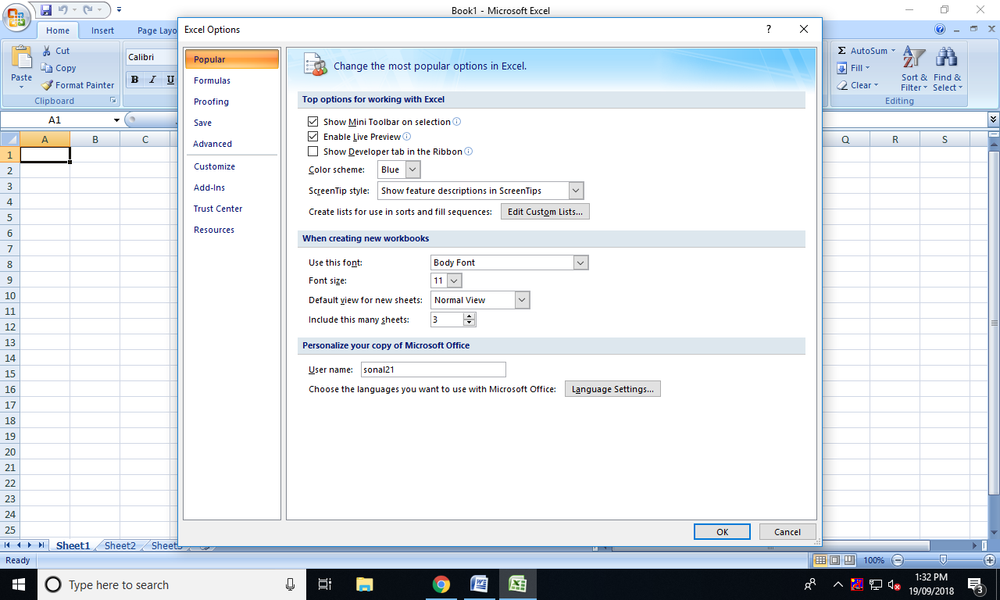 Book1 - Microsoft Excel
Home Insert Page Layo
Cut
Copy
Format Painter
Paste
Clipboard
Calibri
B I U
AutoSum
Fill
Clear
Sort & Filter
Find & Select
Editing
A1
A B C Q R S
1
2
3
4
5
6
7
8
9
10
11
12
13
14
15
16
17
18
19
20
21
22
23
24
25
Excel Options
?
Popular
Formulas
Proofing
Save
Advanced
Customize
Add-Ins
Trust Center
Resources
Change the most popular options in Excel.
Top options for working with Excel
Show Mini Toolbar on selection
Enable Live Preview
Show Developer tab in the Ribbon
Color scheme: Blue
ScreenTip style: Show feature descriptions in ScreenTips
Create lists for use in sorts and fill sequences: Edit Custom Lists...
When creating new workbooks
Use this font: Body Font
Font size: 11
Default view for new sheets: Normal View
Include this many sheets: 3
Personalize your copy of Microsoft Office
User name: sonal21
Choose the languages you want to use with Microsoft Office: Language Settings...
OK Cancel
Sheet1 Sheet2
Ready 100%
Type here to search
1:32 PM
19/09/2018
3